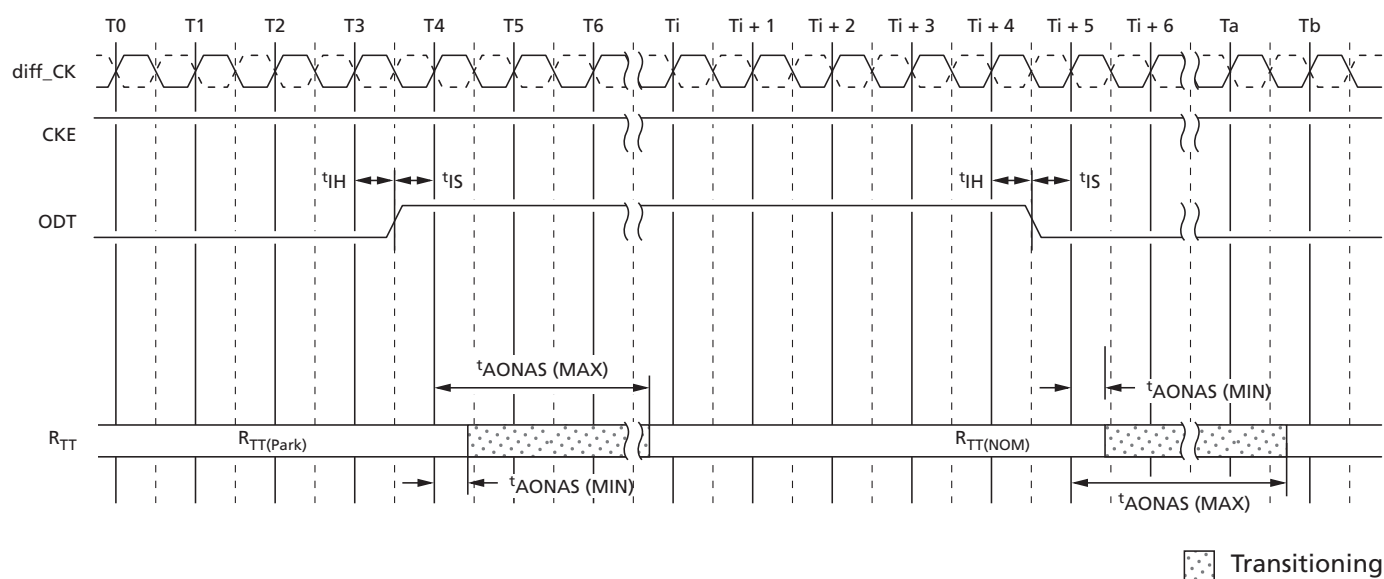 T0 T1 T2 T3 T4 T5 T6 Ti Ti + 1 Ti + 2 Ti + 3 Ti + 4 Ti + 5 Ti + 6 Ta Tb
diff_CK
CKE
tIH tIS tIH tIS
ODT
tAONAS (MAX)
tAONAS (MIN)
RTT RTT(Park) RTT(NOM)
tAONAS (MIN)
tAONAS (MAX)
Transitioning